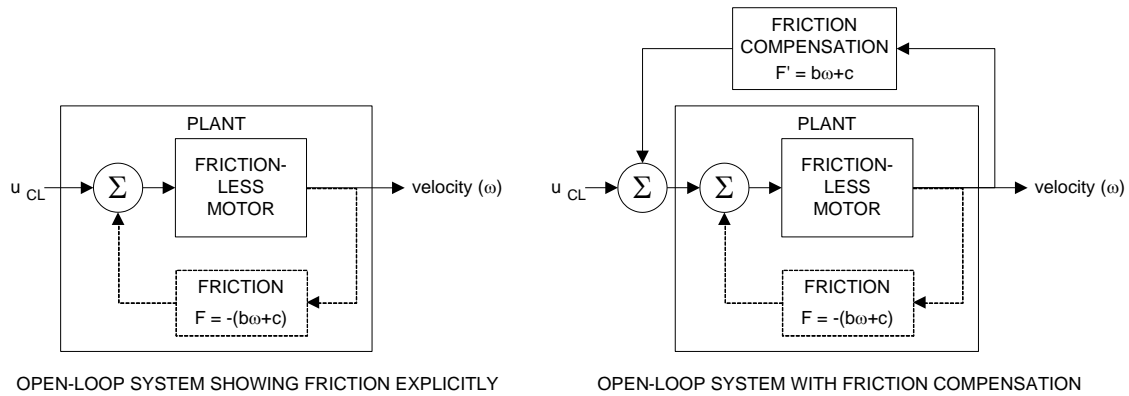 PLANT
FRICTION-
LESS
MOTOR
Σ
u CL
velocity (ω)
FRICTION
F = -(bω+c)
OPEN-LOOP SYSTEM SHOWING FRICTION EXPLICITLY
FRICTION
COMPENSATION
F' = bω+c
PLANT
FRICTION-
LESS
MOTOR
u CL
Σ
Σ
velocity (ω)
FRICTION
F = -(bω+c)
OPEN-LOOP SYSTEM WITH FRICTION COMPENSATION